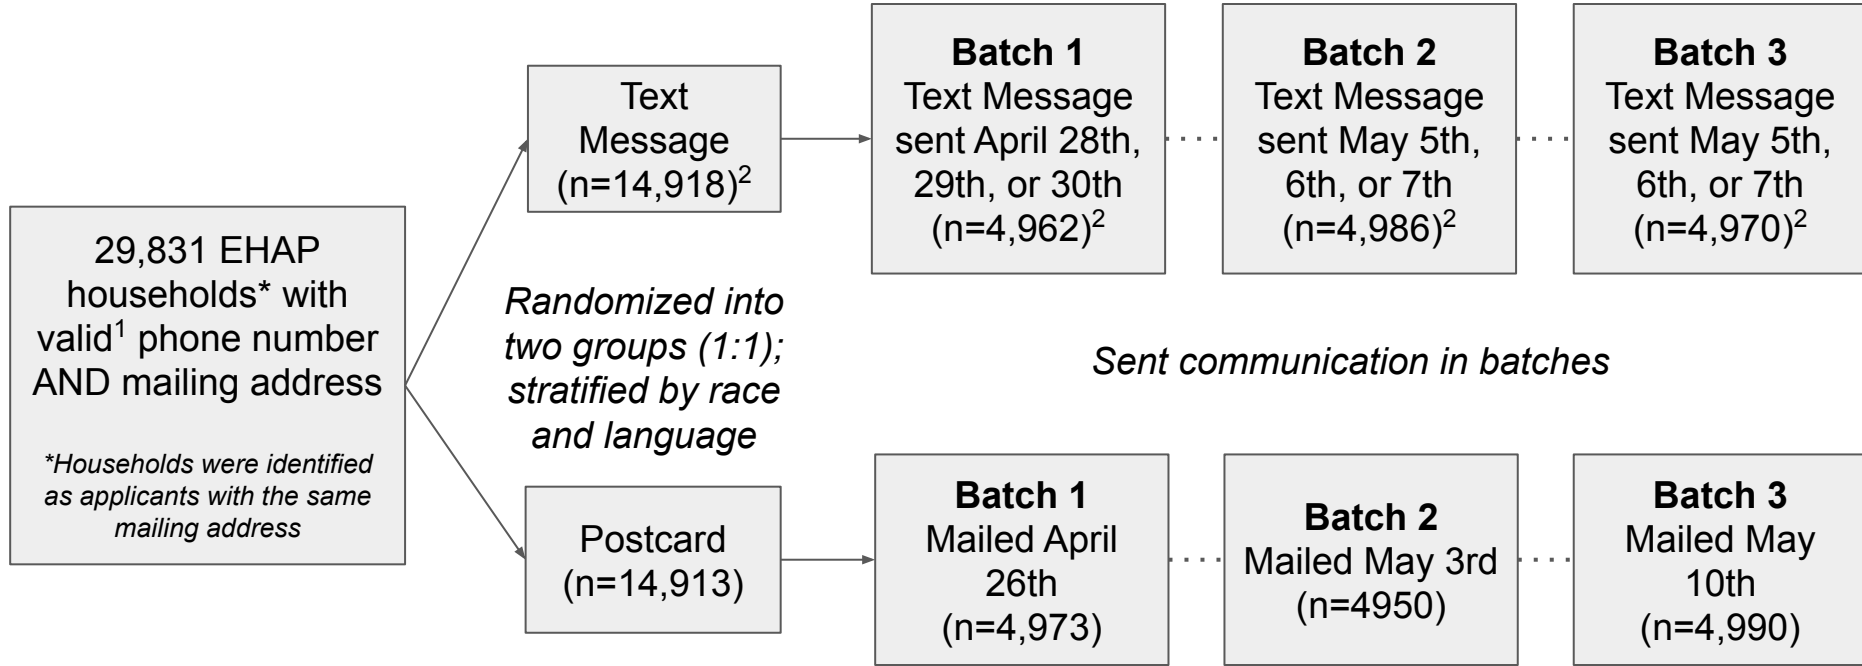 29,831 EHAP
households* with
valid¹ phone number
AND mailing address
*Households were identified
as applicants with the same
mailing address
Text
Message
(n=14,918)²
Randomized into
two groups (1:1);
stratified by race
and language
Postcard
(n=14,913)
Batch 1
Text Message
sent April 28th,
29th, or 30th
(n=4,962)²
Batch 2
Text Message
sent May 5th,
6th, or 7th
(n=4,986)²
Batch 3
Text Message
sent May 5th,
6th, or 7th
(n=4,970)²
Sent communication in batches
Batch 1
Mailed April
26th
(n=4,973)
Batch 2
Mailed May 3rd
(n=4950)
Batch 3
Mailed May
10th
(n=4,990)